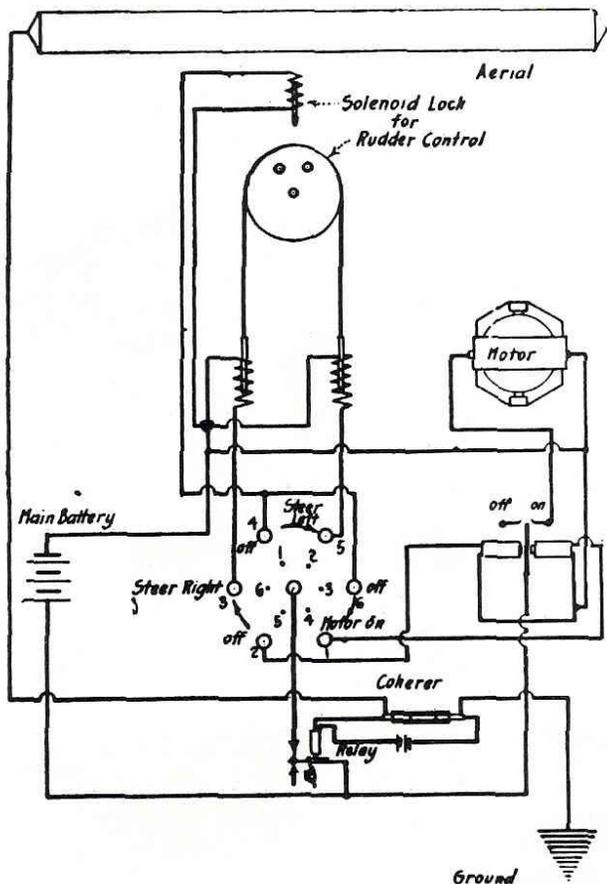 Aerial
Solenoid Lock
for
Rudder Control
Motor
off on
Main Battery
Steer
Left
4
off
5
1
2
Steer Right
3
6
3
off
6
5
4
off
2
Motor on
1
Coherer
Relay
Ground